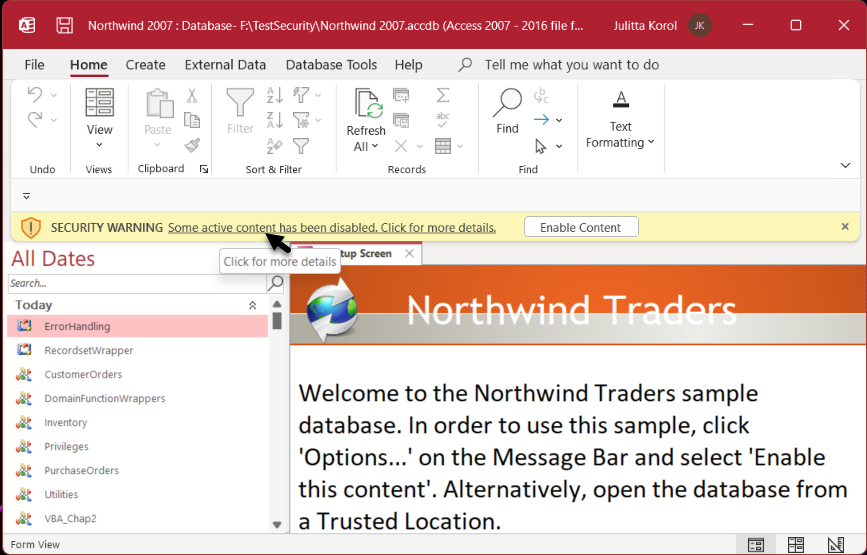 Northwind 2007 : Database- F:\TestSecurity\Northwind 2007.accdb (Access 2007 - 2016 file f...
Julitta Korol
JK
File
Home
Create
External Data
Database Tools
Help
Tell me what you want to do
View
Paste
Filter
Refresh
All
Find
Text
Formatting
Undo
Views
Clipboard
Sort & Filter
Records
Find
SECURITY WARNING Some active content has been disabled. Click for more details.
Enable Content
Click for more details
All Dates
tup Screen
Search...
Today
ErrorHandling
RecordsetWrapper
CustomerOrders
DomainFunctionWrappers
Inventory
Privileges
PurchaseOrders
Utilities
VBA_Chap2
Northwind Traders
Welcome to the Northwind Traders sample
database. In order to use this sample, click
'Options...' on the Message Bar and select 'Enable
this content'. Alternatively, open the database from
a Trusted Location.
Form View